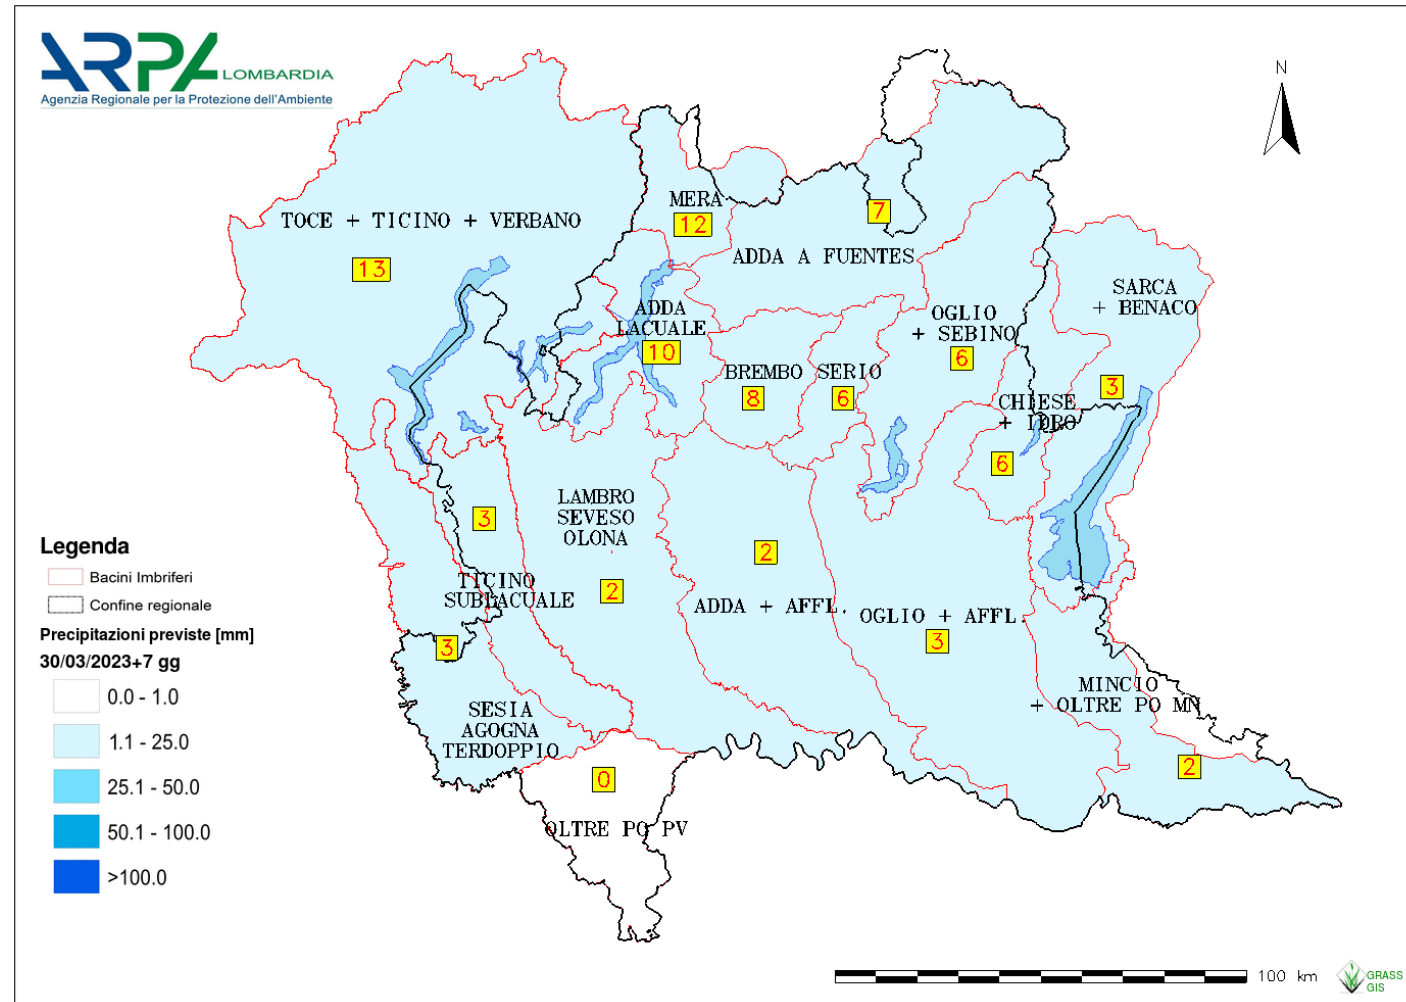 ARPA LOMBARDIA
Agenzia Regionale per la Protezione dell'Ambiente
N
MERA
12
7
TOCE + TICINO + VERBANO
13
ADDA A FUENTES
SARCA
+ BENACO
3
ADDA
LACUALE
10
OGLIO
+ SEBINO
6
BREMBO
8
SERIO
6
CHIESE
+ IDRO
6
LAMBRO
SEVESO
OLONA
2
3
TICINO
SUBLACUALE
2
ADDA + AFFL.
OGLIO + AFFL.
3
3
SESIA
AGOGNA
TERDOPPIO
MINCIO
+ OLTRE PO MN
2
0
OLTRE PO PV
Legenda
Bacini Imbriferi
Confine regionale
Precipitazioni previste [mm]
30/03/2023+7 gg
0.0 - 1.0
1.1 - 25.0
25.1 - 50.0
50.1 - 100.0
>100.0
100 km
GRASS
GIS